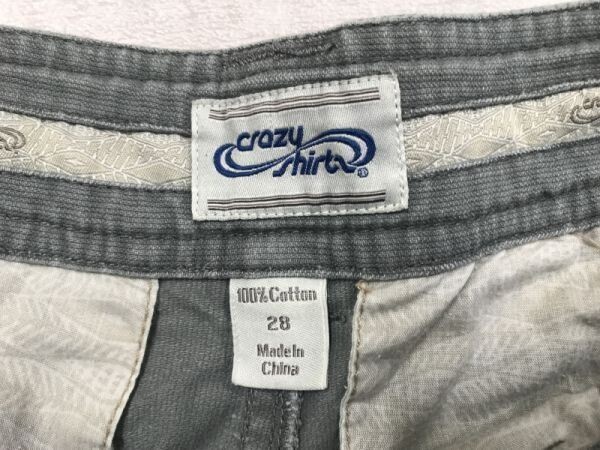 crazy
shirts®
100% Cotton
28
Made In
China